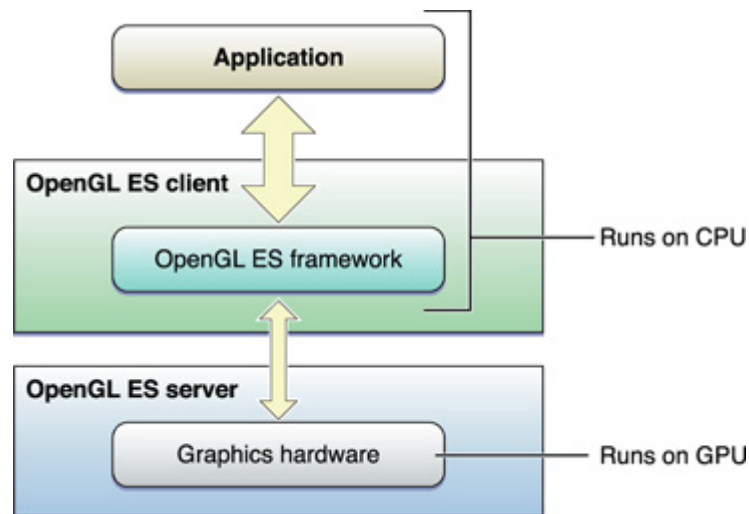 Application
OpenGL ES client
OpenGL ES framework
Runs on CPU
OpenGL ES server
Graphics hardware
Runs on GPU